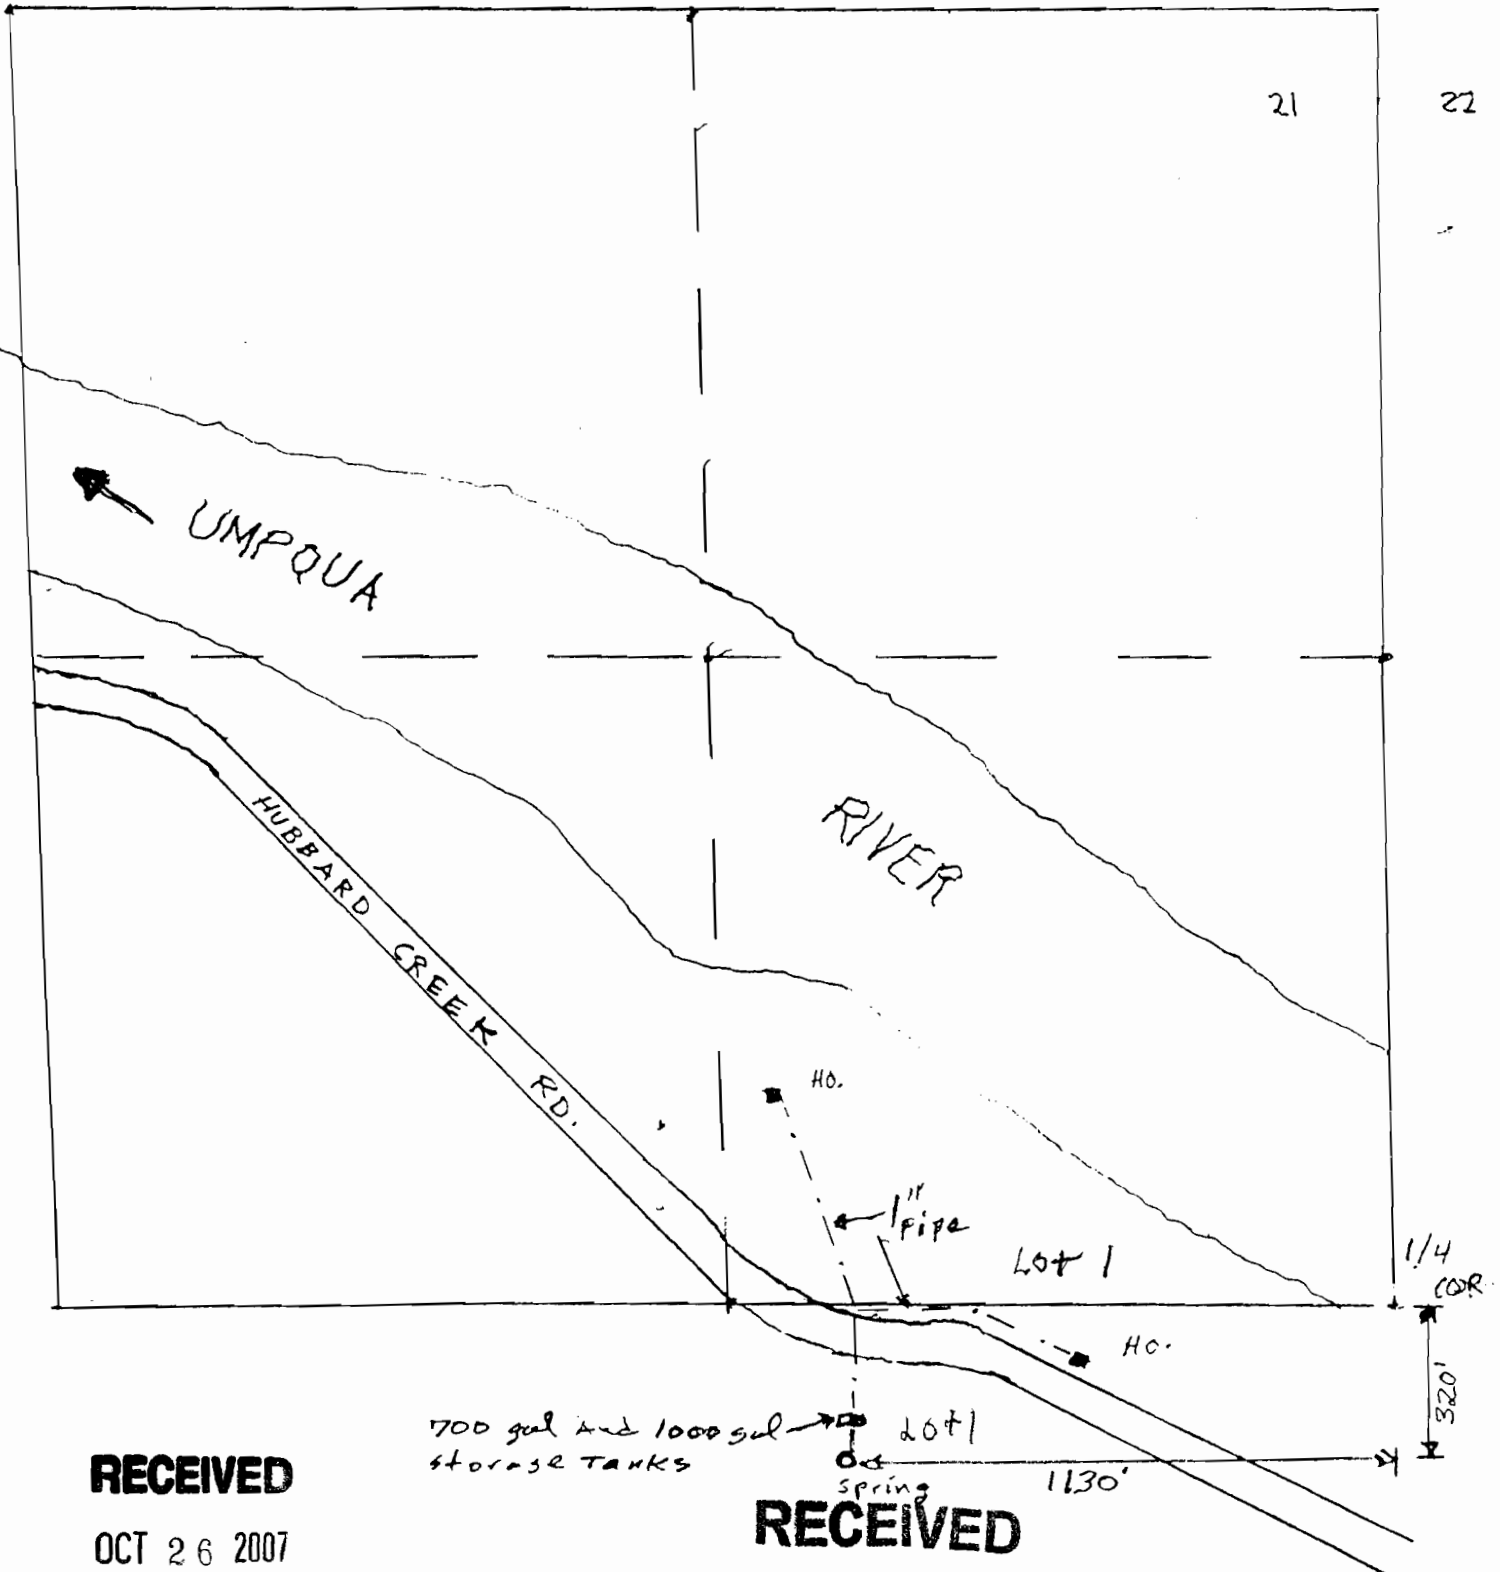 21
22
UMPQUA
RIVER
HUBBARD CREEK RD.
HO.
1" pipe
Lot 1
1/4
COR.
HO.
320'
700 gal and 1000 gal
storage Tanks
Lot 1
1130'
spring
RECEIVED
RECEIVED
OCT 26 2007